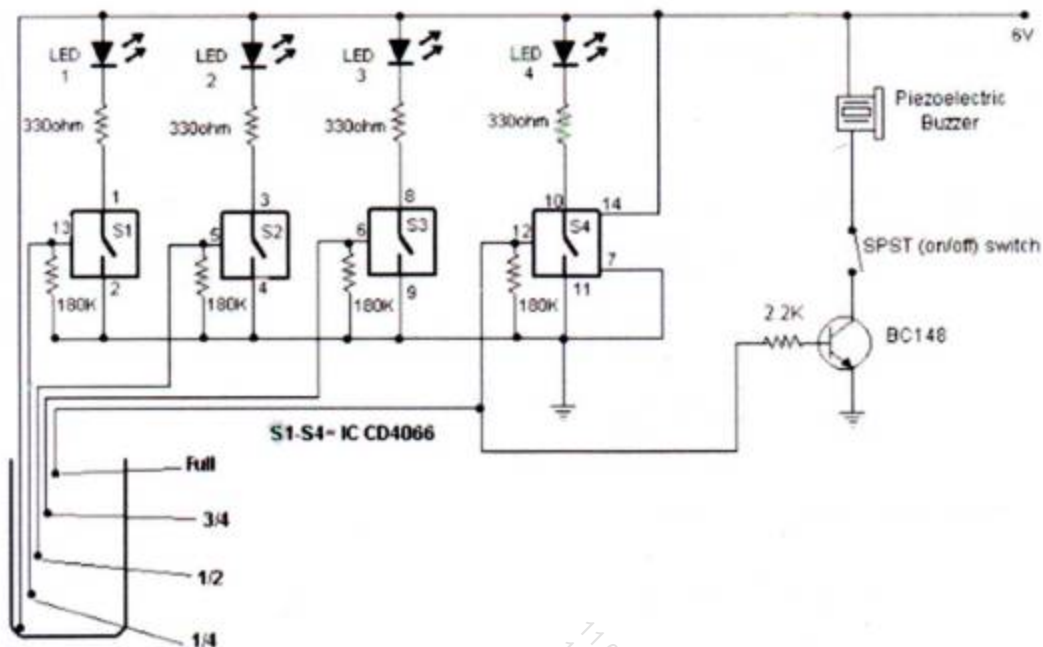 6V
LED
1
LED
2
LED
3
LED
4
Piezoelectric
Buzzer
330ohm
330ohm
330ohm
330ohm
1
3
8
10
14
13
S1
5
S2
6
S3
12
S4
7
2
4
9
11
180K
180K
180K
180K
SPST (on/off) switch
2.2K
BC148
S1-S4= IC CD4066
Full
3/4
1/2
1/4